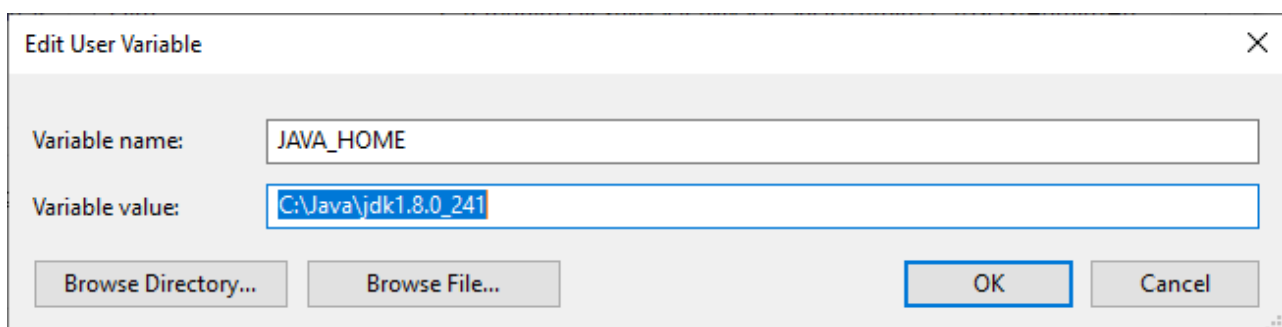 Edit User Variable
Variable name: JAVA_HOME
Variable value: C:\Java\jdk1.8.0_241
Browse Directory... Browse File... OK Cancel